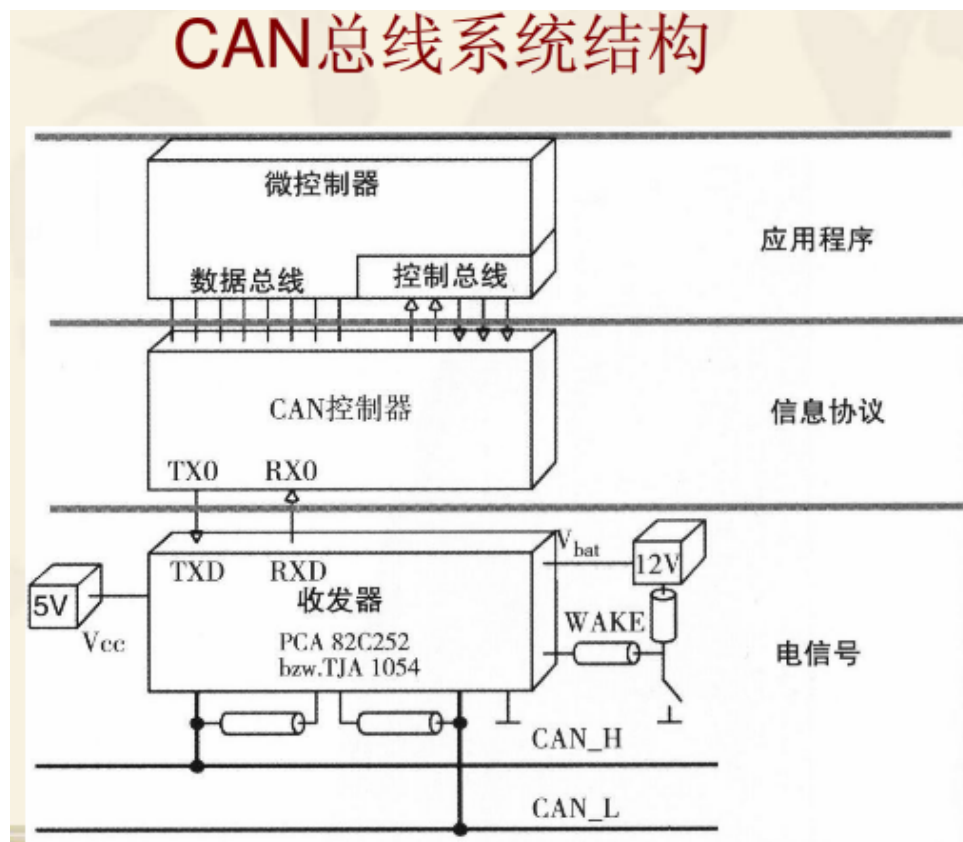 CAN总线系统结构
微控制器
应用程序
数据总线
控制总线
CAN控制器
信息协议
TX0
RX0
Vbat
12V
TXD
RXD
5V
收发器
WAKE
Vcc
PCA 82C252
bzw.TJA 1054
电信号
CAN_H
CAN_L